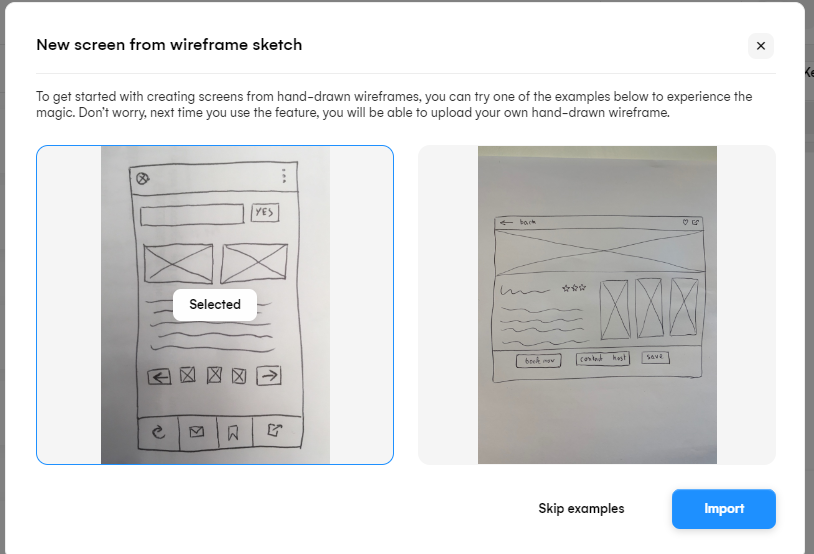 New screen from wireframe sketch
Ke
To get started with creating screens from hand-drawn wireframes, you can try one of the examples below to experience the
magic. Don't worry, next time you use the feature, you will be able to upload your own hand-drawn wireframe.
YES
Selected
back
book now
contact host
save
Skip examples
Import